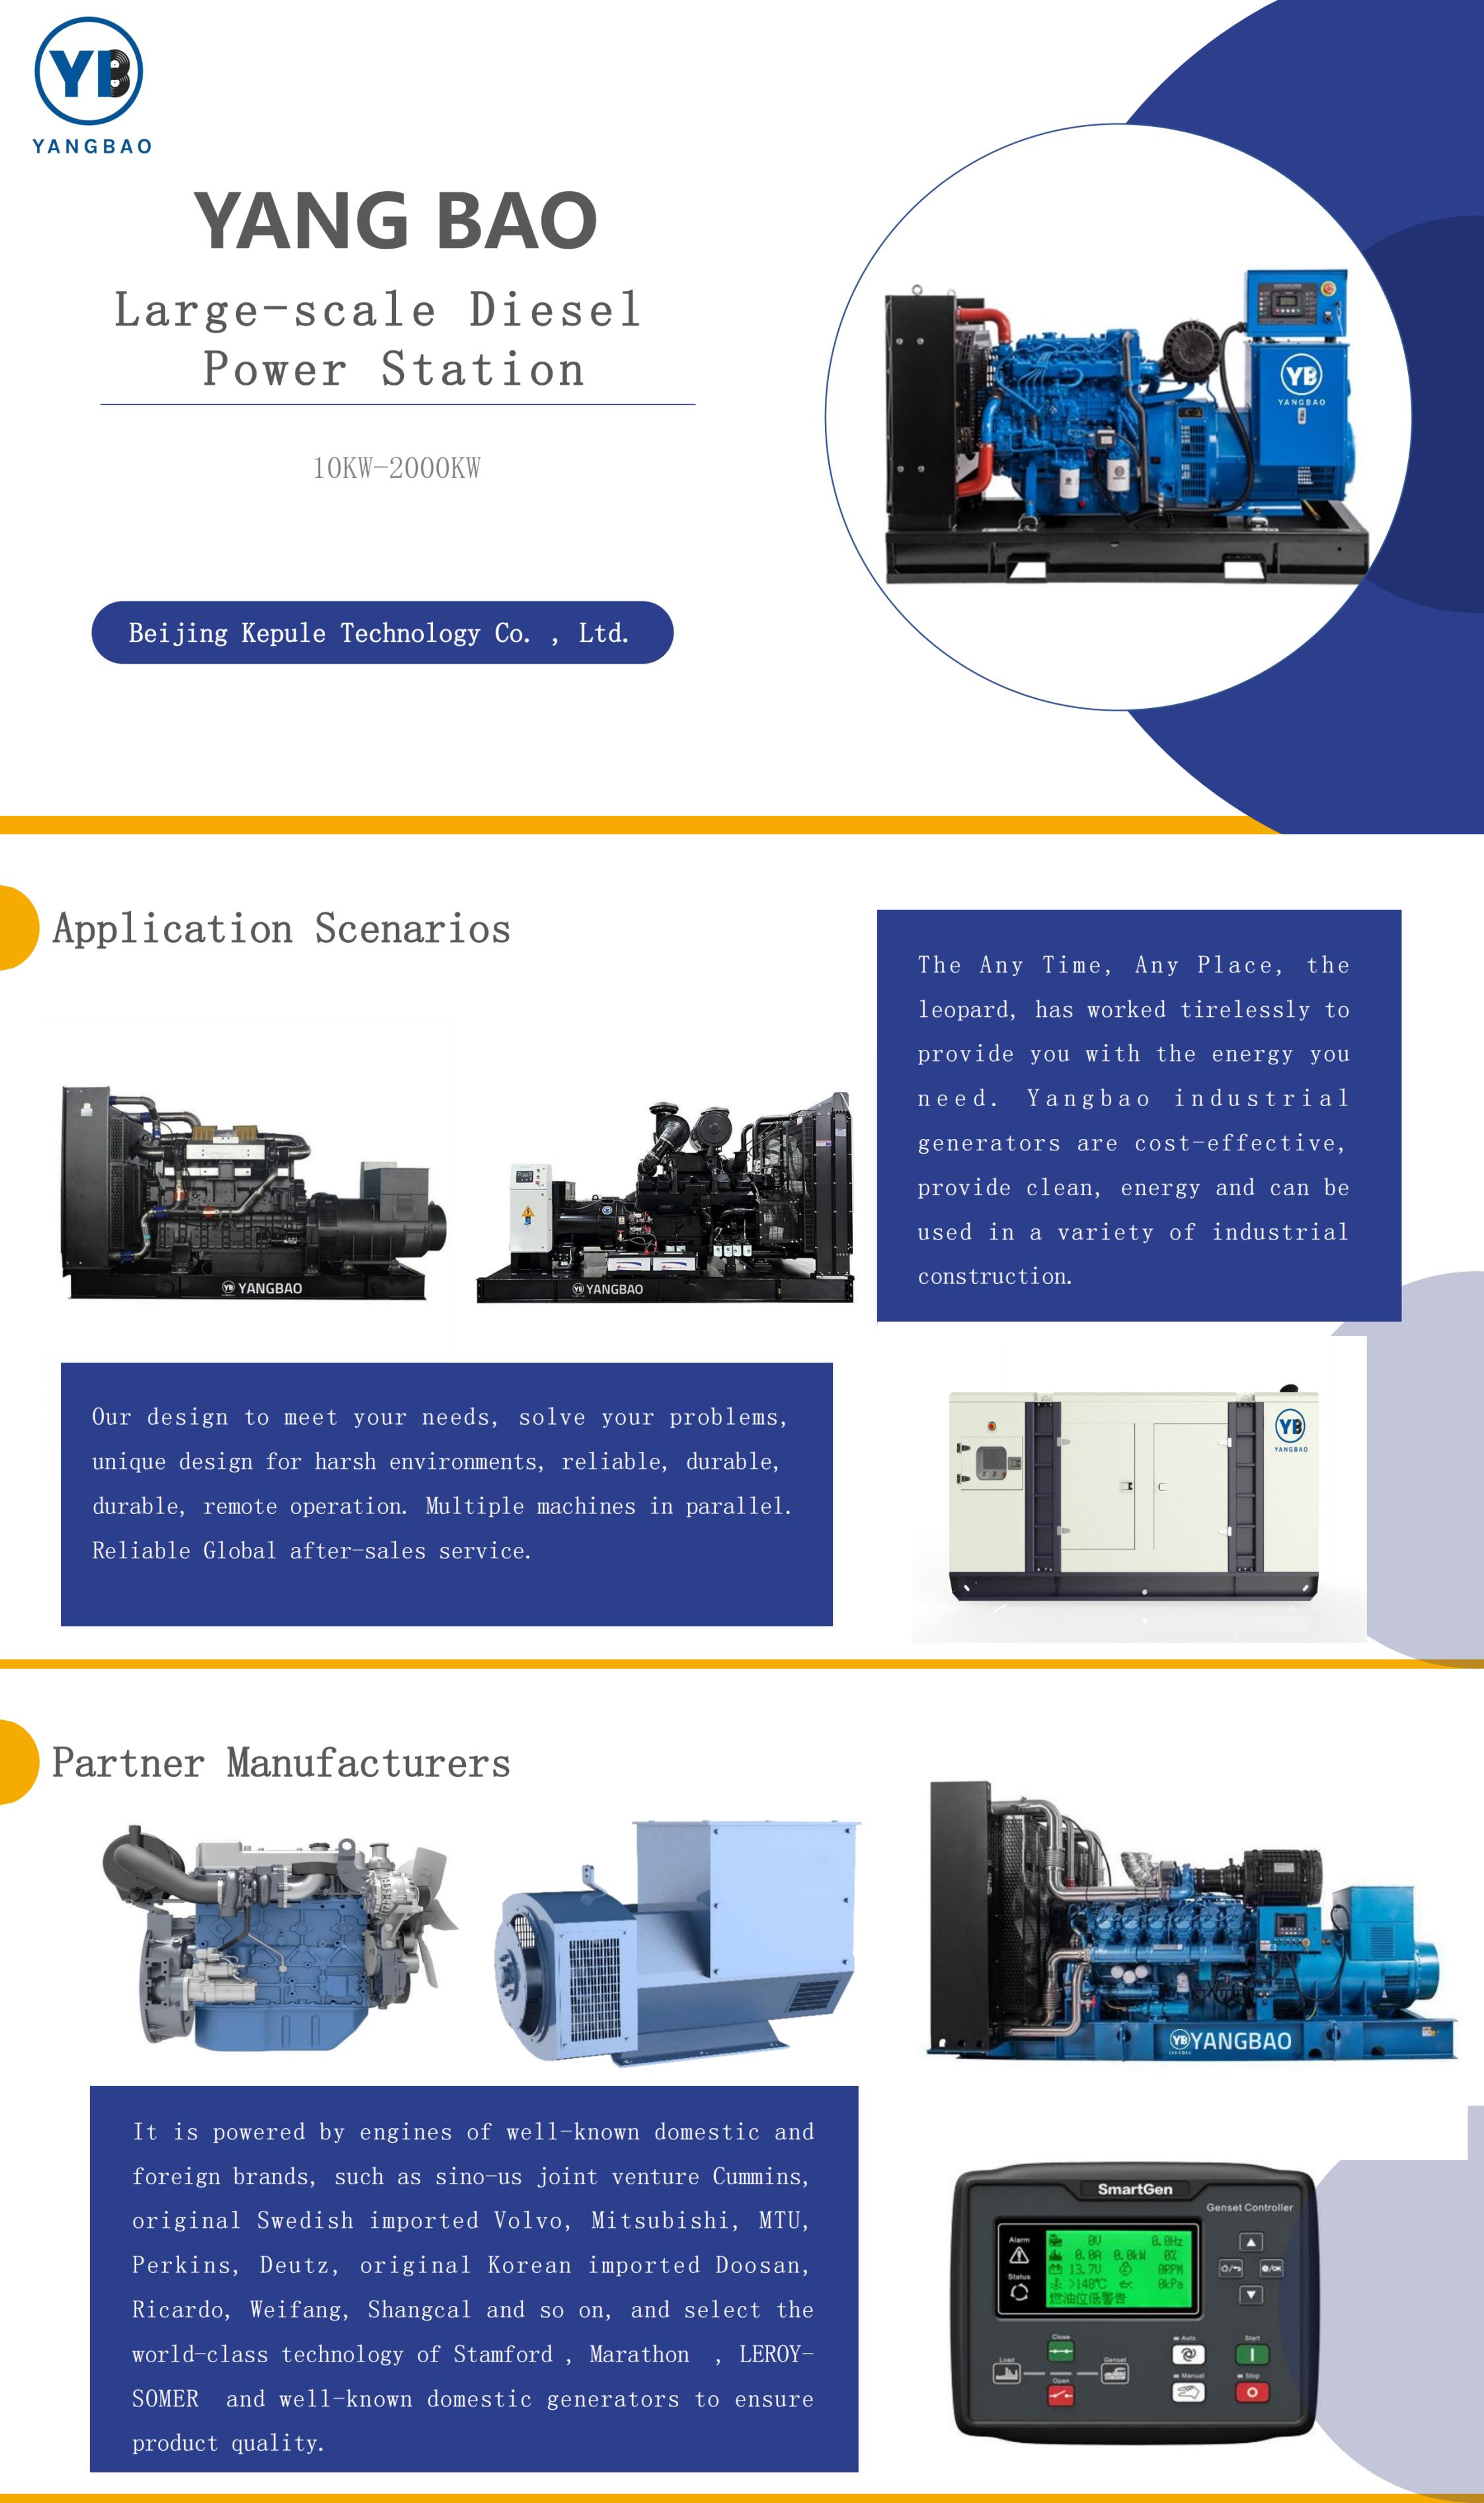 YB
YANGBAO
YANG BAO
Large-scale Diesel
Power Station
10KW-2000KW
Beijing Kepule Technology Co. , Ltd.
YB
YANGBAO
Application Scenarios
The Any Time, Any Place, the
leopard, has worked tirelessly to
provide you with the energy you
need. Yangbao industrial
generators are cost-effective,
provide clean, energy and can be
used in a variety of industrial
construction.
YB YANGBAO
YB YANGBAO
Our design to meet your needs, solve your problems,
unique design for harsh environments, reliable, durable,
durable, remote operation. Multiple machines in parallel.
Reliable Global after-sales service.
YB
YANGBAO
Partner Manufacturers
YB YANGBAO
It is powered by engines of well-known domestic and
foreign brands, such as sino-us joint venture Cummins,
original Swedish imported Volvo, Mitsubishi, MTU,
Perkins, Deutz, original Korean imported Doosan,
Ricardo, Weifang, Shangcal and so on, and select the
world-class technology of Stamford , Marathon , LEROY-
SOMER and well-known domestic generators to ensure
product quality.
SmartGen
Genset Controller
Alarm
Status
0V 0.0Hz
0.0A 0.0kW 0%
13.7V 0RPM
>140°C 0kPa
燃油位低警告
Close
Auto
Start
Load
Genset
Open
Manual
Stop